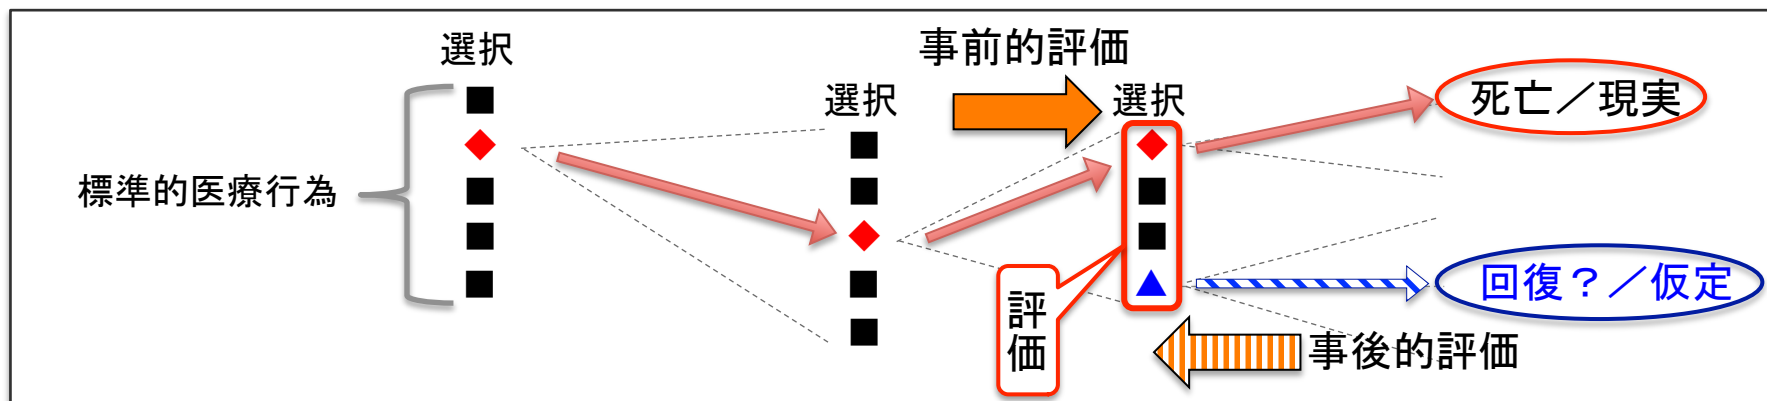 選択
標準的医療行為
選択
事前的評価
選択
評価
死亡／現実
回復？／仮定
事後的評価